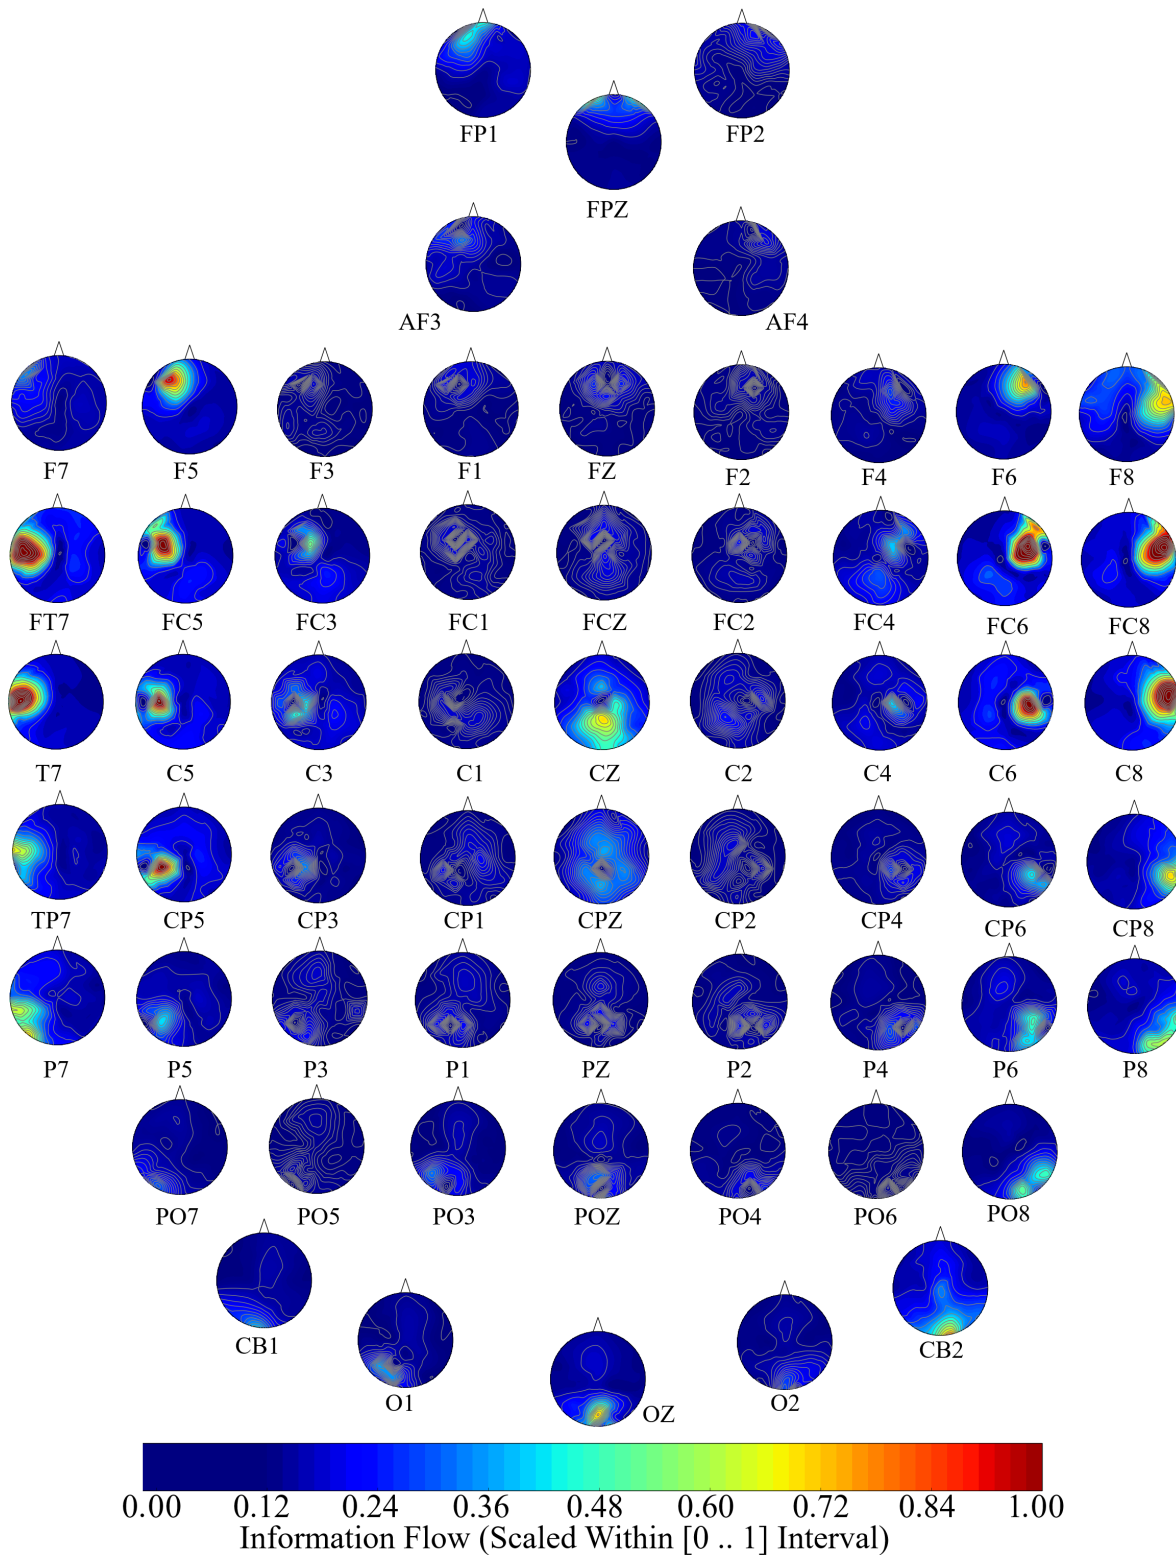 FP1 FP2
FPZ
AF3 AF4
F7 F5 F3 F1 FZ F2 F4 F6 F8
FT7 FC5 FC3 FC1 FCZ FC2 FC4 FC6 FC8
T7 C5 C3 C1 CZ C2 C4 C6 C8
TP7 CP5 CP3 CP1 CPZ CP2 CP4 CP6 CP8
P7 P5 P3 P1 PZ P2 P4 P6 P8
PO7 PO5 PO3 POZ PO4 PO6 PO8
CB1 CB2
O1 OZ O2
0.00 0.12 0.24 0.36 0.48 0.60 0.72 0.84 1.00
Information Flow (Scaled Within [0 .. 1] Interval)